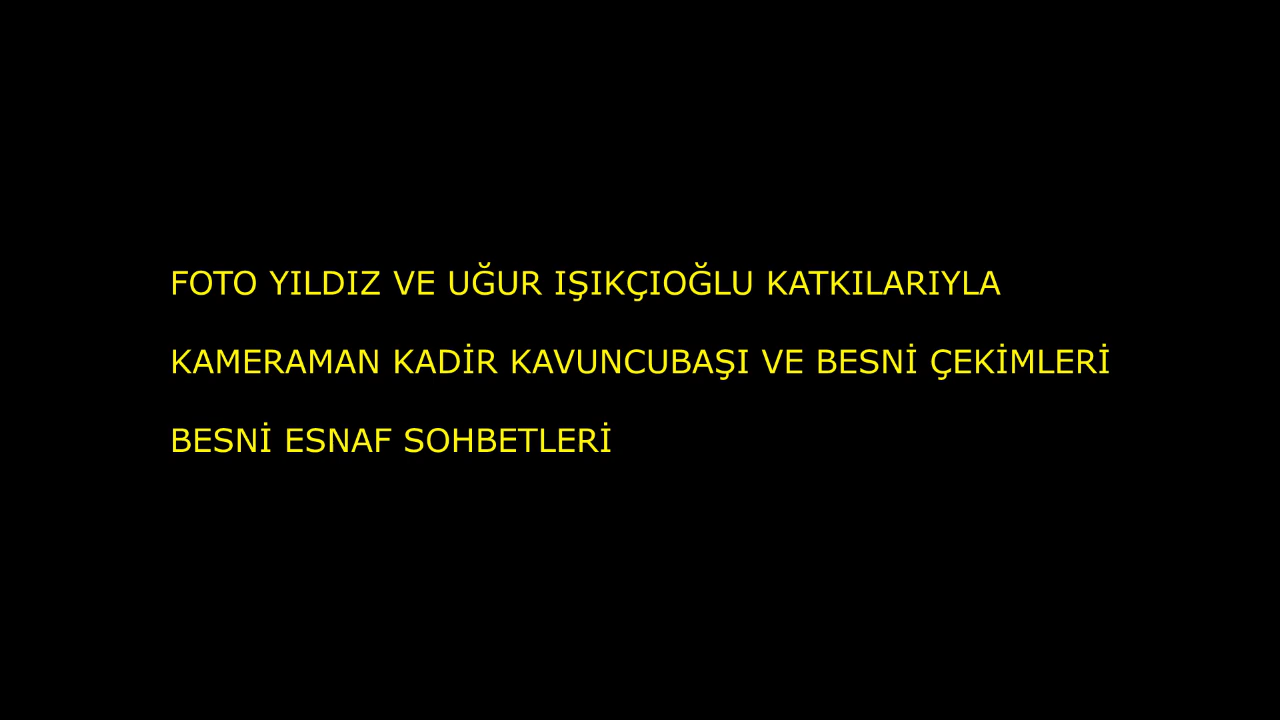 FOTO YILDIZ VE UĞUR IŞIKÇIOĞLU KATKILARIYLA
KAMERAMAN KADİR KAVUNCUBAŞI VE BESNİ ÇEKİMLERİ
BESNİ ESNAF SOHBETLERİ